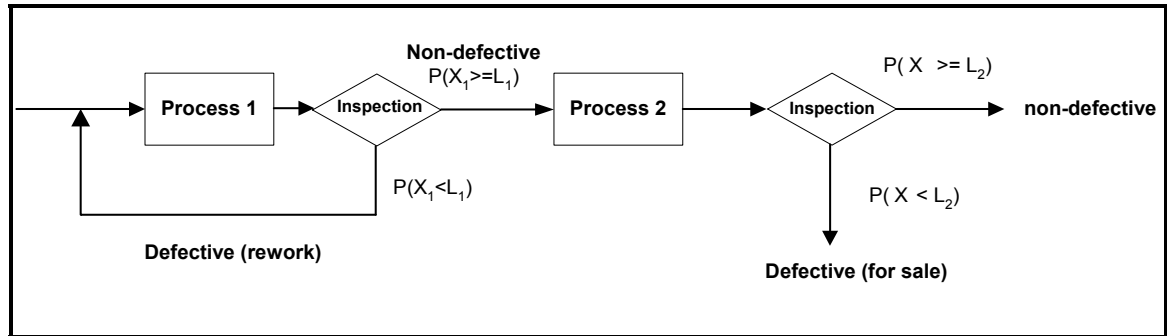 Non-defective
P(X₁>=L₁)
P( X >= L₂)
Process 1
Inspection
Process 2
Inspection
non-defective
P(X₁<L₁)
P( X < L₂)
Defective (rework)
Defective (for sale)